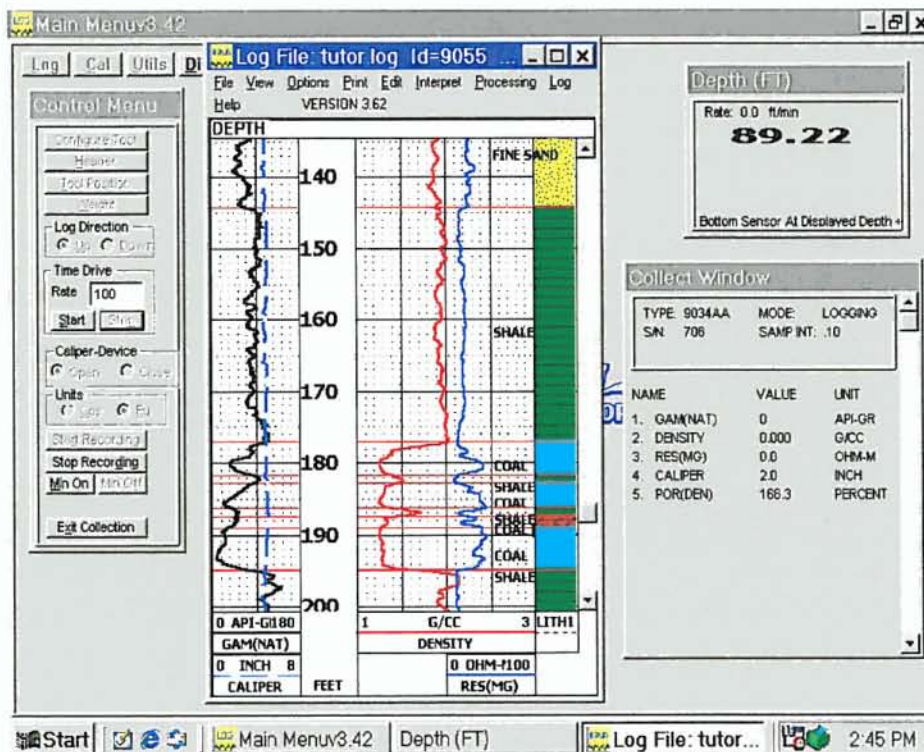 Main Menuv3.42
Lng Cal Utils Di
Control Menu
Configure Tool
Header
Tool Position
Weight
Log Direction
Up Down
Time Drive
Rate 100
Start Stop
Caliper-Device
Open Close
Units
Cps Eu
Start Recording
Stop Recording
Mn On Mn Off
Exit Collection
Log File: tutor log Id=9055 ...
File View Options Print Edit Interpret Processing Log
Help VERSION 3.62
DEPTH
FINE SAND
140
150
160
SHALE
170
180
COAL
SHALE
COAL
SHALE
190
COAL
COAL
SHALE
200
0 API-G 180
GAM(NAT)
0 INCH 8
CALIPER
FEET
1 G/CC 3
DENSITY
0 OHM-M 100
RES(MG)
LITH1
Depth (FT)
Rate: 0.0 ft/min
89.22
Bottom Sensor At Displayed Depth +
Collect Window
TYPE: 9034AA MODE: LOGGING
S/N: 706 SAMP INT: .10
NAME VALUE UNIT
1. GAM(NAT) 0 API-GR
2. DENSITY 0.000 G/CC
3. RES(MG) 0.0 OHM-M
4. CALIPER 2.0 INCH
5. POR(DEN) 166.3 PERCENT
Start Main Menuv3.42 Depth (FT) Log File: tutor... 2:45 PM